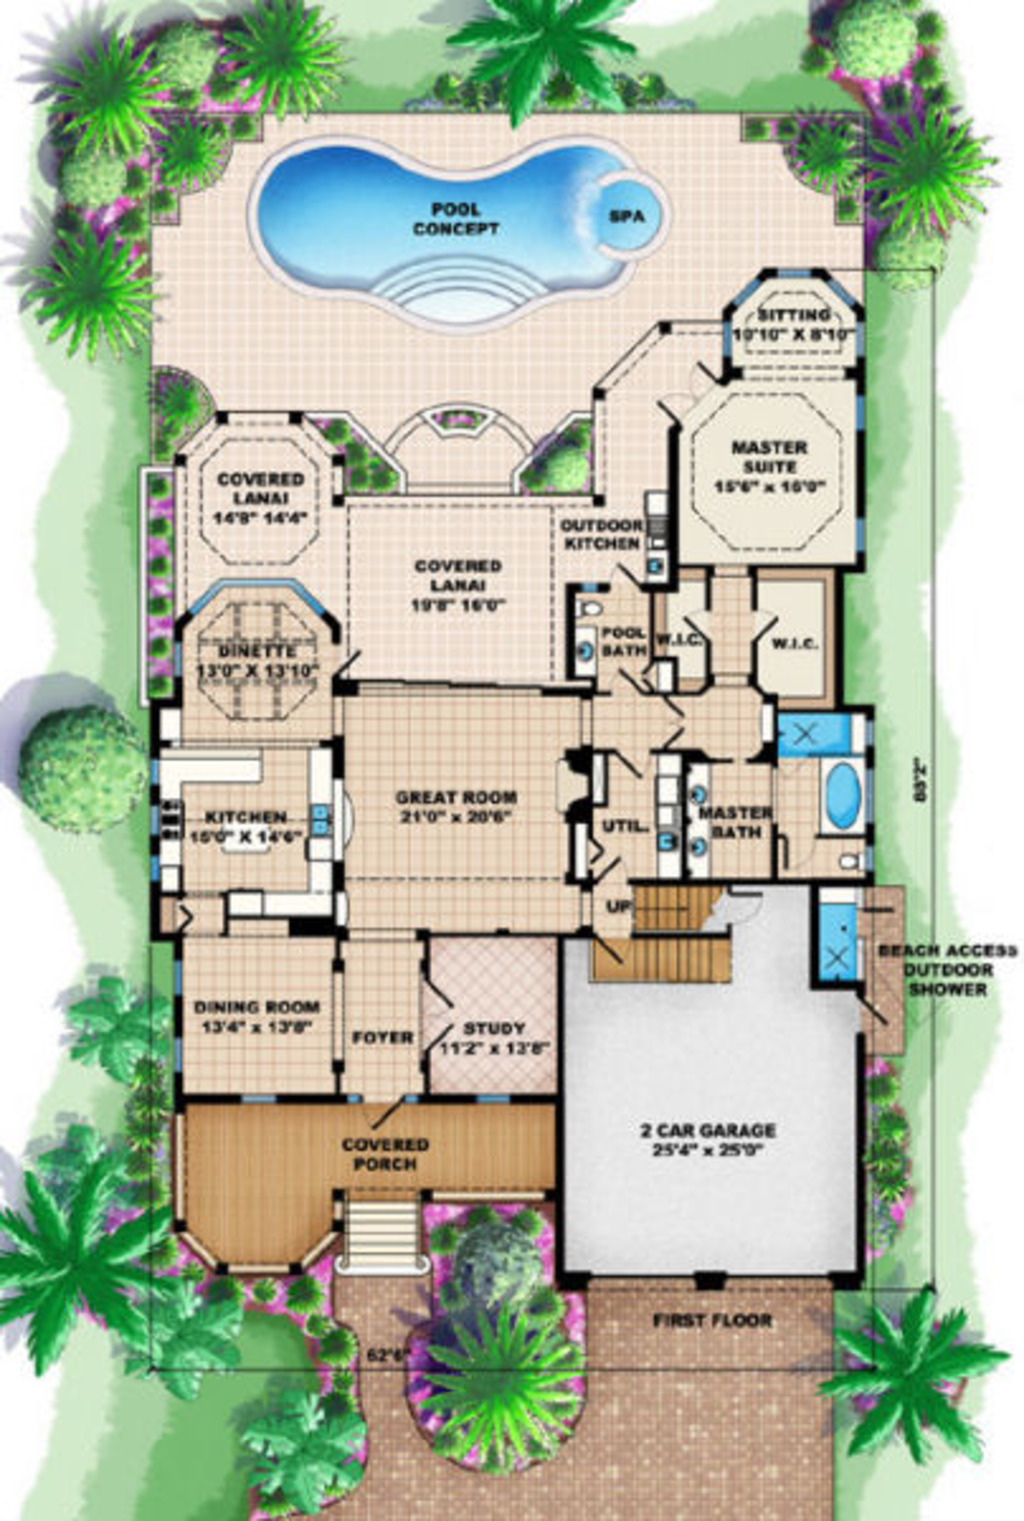 POOL
CONCEPT
SPA
SITTING
10'10" X 8'10"
MASTER
SUITE
15'6" x 16'0"
COVERED
LANAI
14'8" 14'4"
OUTDOOR
KITCHEN
COVERED
LANAI
19'8" 16'0"
POOL
BATH
W.I.C.
W.I.C.
DINETTE
13'0" X 13'10"
88'2"
GREAT ROOM
21'0" x 20'6"
KITCHEN
15'0" X 14'6"
UTIL.
MASTER
BATH
UP
BEACH ACCESS
OUTDOOR
SHOWER
DINING ROOM
13'4" x 13'8"
FOYER
STUDY
11'2" x 13'8"
2 CAR GARAGE
25'4" x 25'0"
COVERED
PORCH
FIRST FLOOR
62'6"